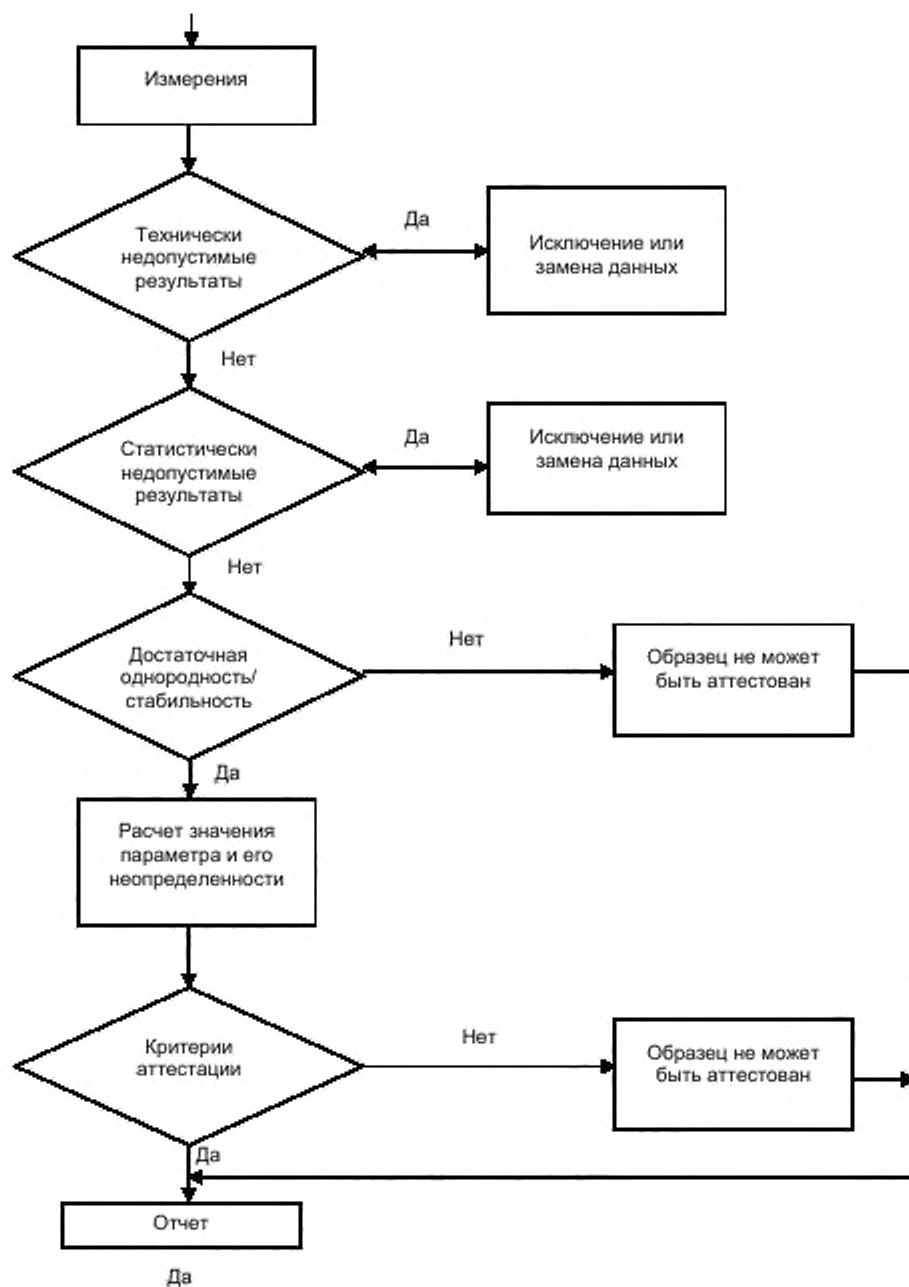 Измерения
Технически
недопустимые
результаты
Да
Исключение или
замена данных
Нет
Статистически
недопустимые
результаты
Да
Исключение или
замена данных
Нет
Достаточная
однородность/
стабильность
Нет
Образец не может
быть аттестован
Да
Расчет значения
параметра и его
неопределенности
Критерии
аттестации
Нет
Образец не может
быть аттестован
Да
Отчет
Да